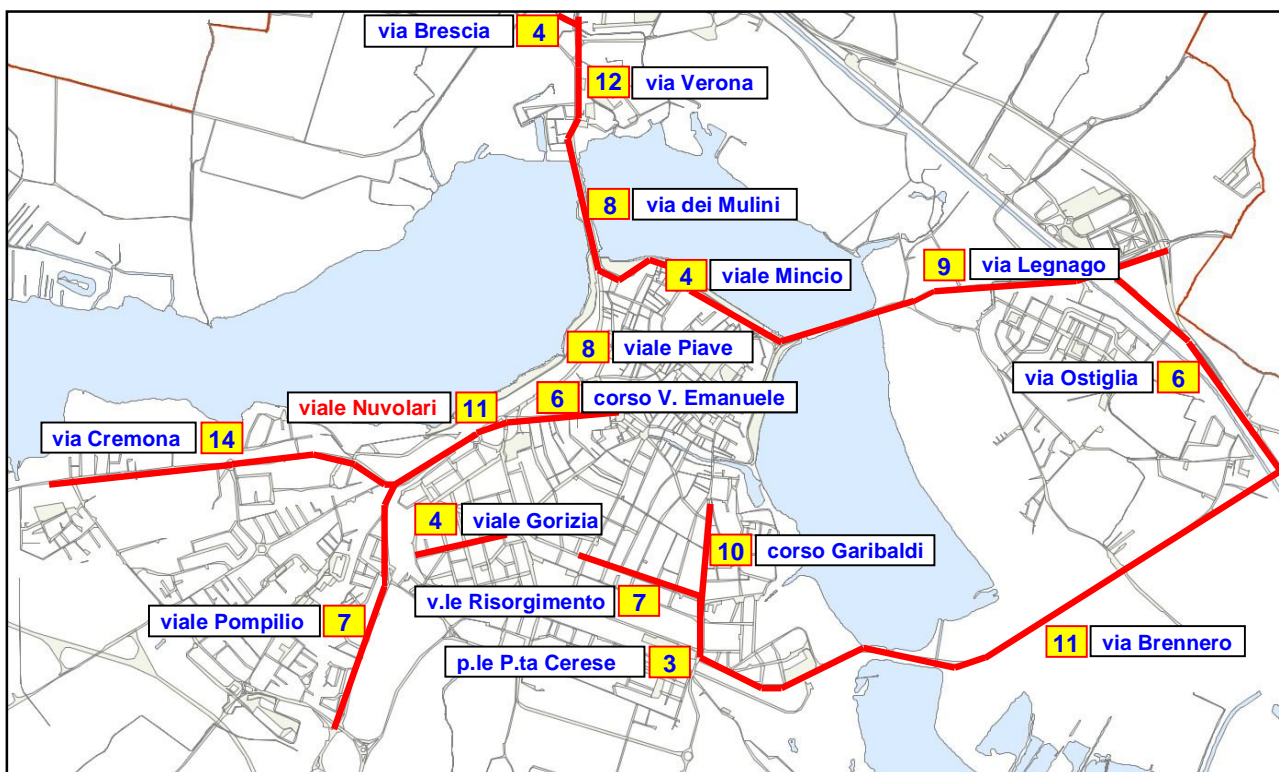 via Brescia 4
12 via Verona
8 via dei Mulini
4 viale Mincio
9 via Legnago
8 viale Piave
via Ostiglia 6
6 corso V. Emanuele
viale Nuvolari 11
via Cremona 14
4 viale Gorizia
10 corso Garibaldi
v.le Risorgimento 7
viale Pompilio 7
11 via Brennero
p.le P.ta Cerese 3